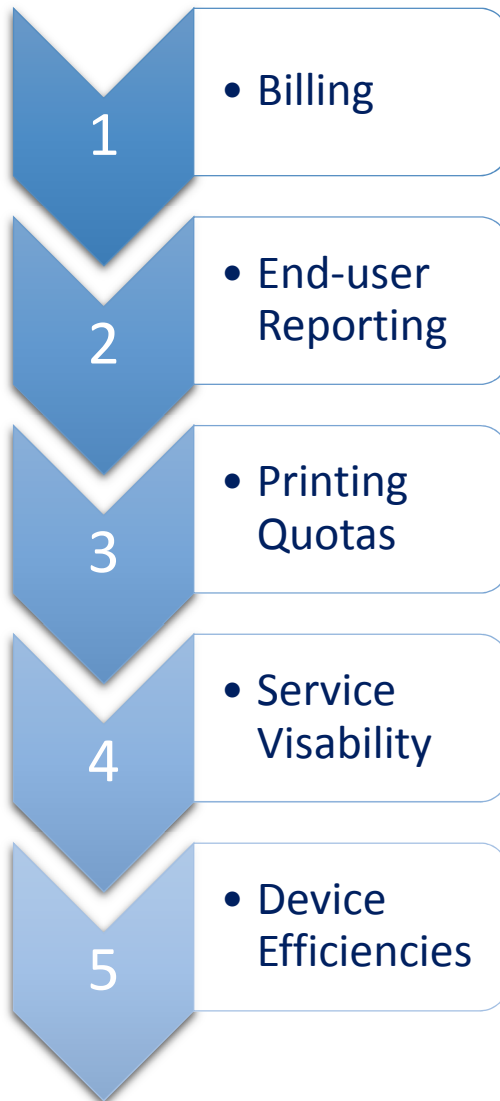 1
• Billing
2
• End-user
Reporting
3
• Printing
Quotas
4
• Service
Visability
5
• Device
Efficiencies